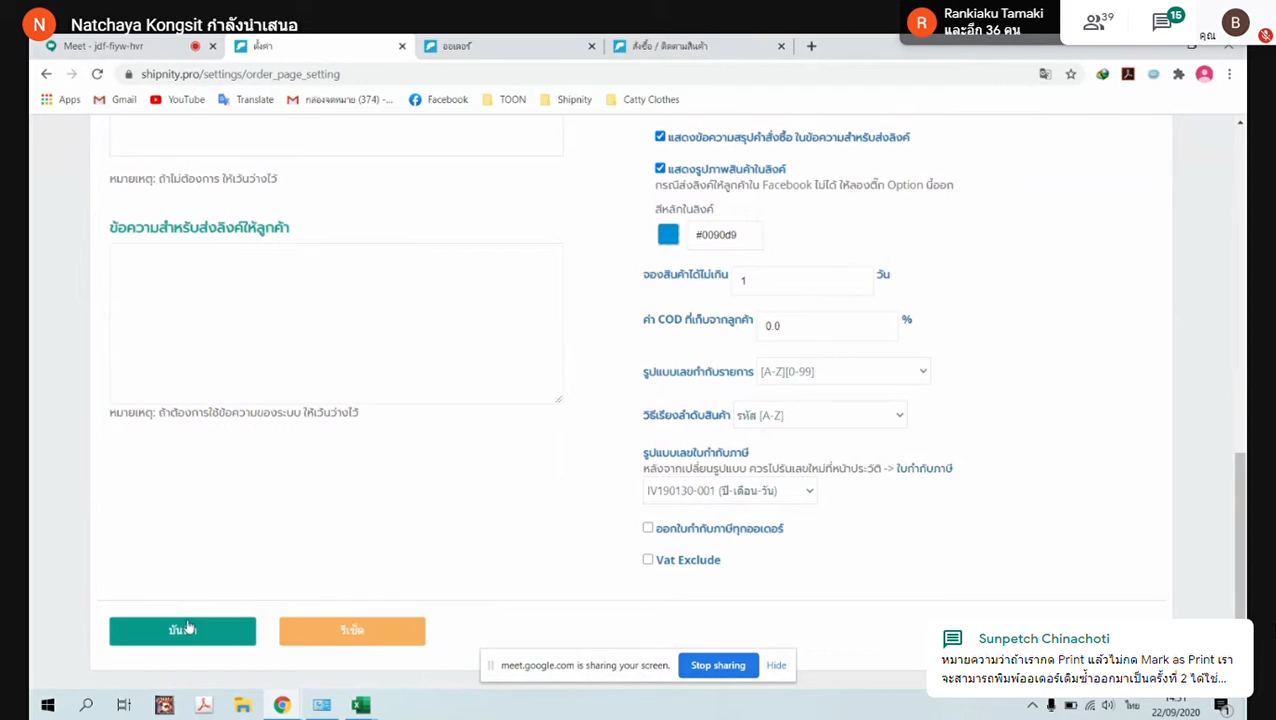 N
Natchaya Kongsit กำลังนำเสนอ
R
Rankiaku Tamaki
และอีก 36 คน
39
15
คุณ
B
Meet - jdf-fiyw-hvr
ตั้งค่า
ออเดอร์
สั่งซื้อ / ติดตามสินค้า
shipnity.pro/settings/order_page_setting
Apps
Gmail
YouTube
Translate
กล่องจดหมาย (374) -...
Facebook
TOON
Shipnity
Catty Clothes
แสดงข้อความสรุปคำสั่งซื้อ ในข้อความสำหรับส่งลิงค์
แสดงรูปภาพสินค้าในลิงค์
หมายเหตุ: ถ้าไม่ต้องการ ให้เว้นว่างไว้
กรณีส่งลิงค์ให้ลูกค้าใน Facebook ไม่ได้ ให้ลองติ๊ก Option นี้ออก
สีหลักในลิงค์
ข้อความสำหรับส่งลิงค์ให้ลูกค้า
#0090d9
จองสินค้าได้ไม่เกิน 1 วัน
ค่า COD ที่เก็บจากลูกค้า 0.0 %
รูปแบบเลขกำกับรายการ [A-Z][0-99]
วิธีเรียงลำดับสินค้า รหัส [A-Z]
หมายเหตุ: ถ้าต้องการใช้ข้อความของระบบ ให้เว้นว่างไว้
รูปแบบเลขใบกำกับภาษี
หลังจากเปลี่ยนรูปแบบ ควรไปรันเลขใหม่ที่หน้าประวัติ -> ใบกำกับภาษี
IV190130-001 (ปี-เดือน-วัน)
ออกใบกำกับภาษีทุกออเดอร์
Vat Exclude
รีเซ็ต
meet.google.com is sharing your screen.
Stop sharing
Hide
Sunpetch Chinachoti
หมายความว่าถ้าเรากด Print แล้วไม่กด Mark as Print เรา
จะสามารถพิมพ์ออเดอร์เดิมซ้ำออกมาเป็นครั้งที่ 2 ได้ใช่...
ไทย
22/09/2020
1